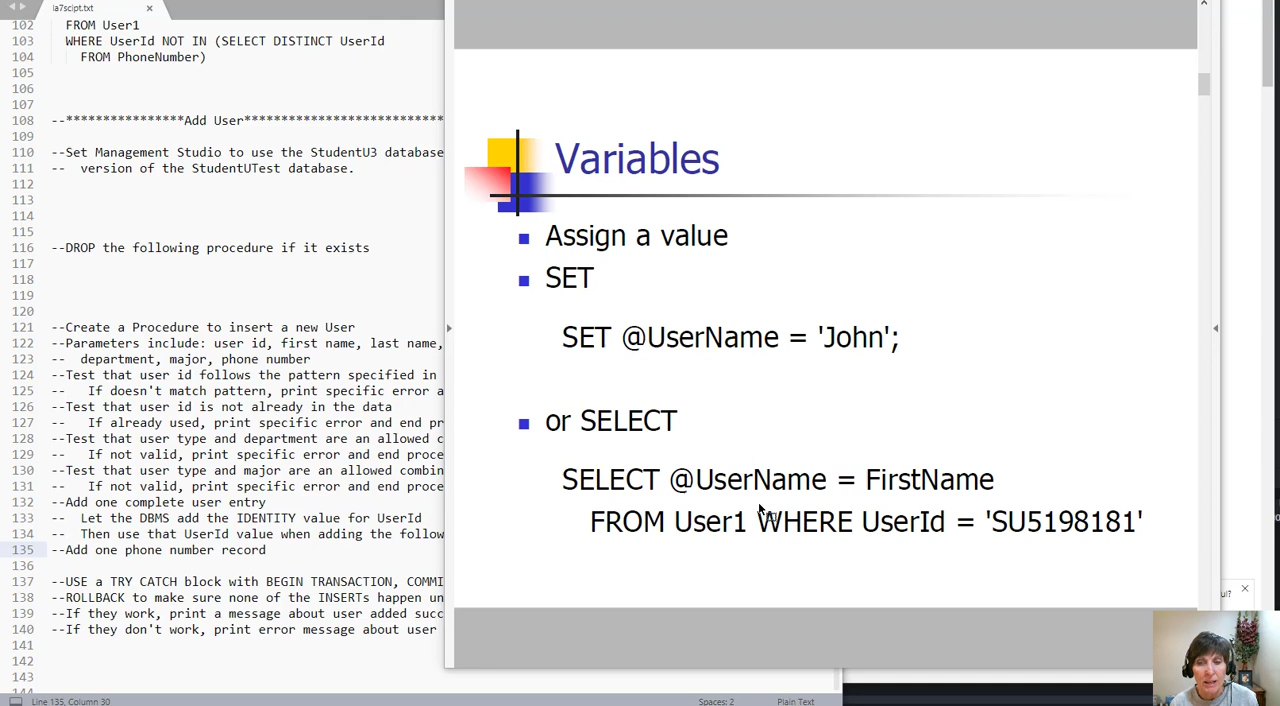 la7scipt.txt
102 FROM User1
103 WHERE UserId NOT IN (SELECT DISTINCT UserId
104 FROM PhoneNumber)
105
106
107
108 --****************Add User***************************
109
110 --Set Management Studio to use the StudentU3 database
111 -- version of the StudentUTest database.
112
113
114
115
116 --DROP the following procedure if it exists
117
118
119
120
121 --Create a Procedure to insert a new User
122 --Parameters include: user id, first name, last name,
123 -- department, major, phone number
124 --Test that user id follows the pattern specified in
125 -- If doesn't match pattern, print specific error a
126 --Test that user id is not already in the data
127 -- If already used, print specific error and end pr
128 --Test that user type and department are an allowed c
129 -- If not valid, print specific error and end proce
130 --Test that user type and major are an allowed combin
131 -- If not valid, print specific error and end proce
132 --Add one complete user entry
133 -- Let the DBMS add the IDENTITY value for UserId
134 -- Then use that UserId value when adding the follow
135 --Add one phone number record
136
137 --USE a TRY CATCH block with BEGIN TRANSACTION, COMMI
138 --ROLLBACK to make sure none of the INSERTs happen un
139 --If they work, print a message about user added succ
140 --If they don't work, print error message about user
141
142
143
144
Line 135, Column 30
Spaces: 2
Plain Text
Variables
Assign a value
SET
SET @UserName = 'John';
or SELECT
SELECT @UserName = FirstName
FROM User1 WHERE UserId = 'SU5198181'
ul?